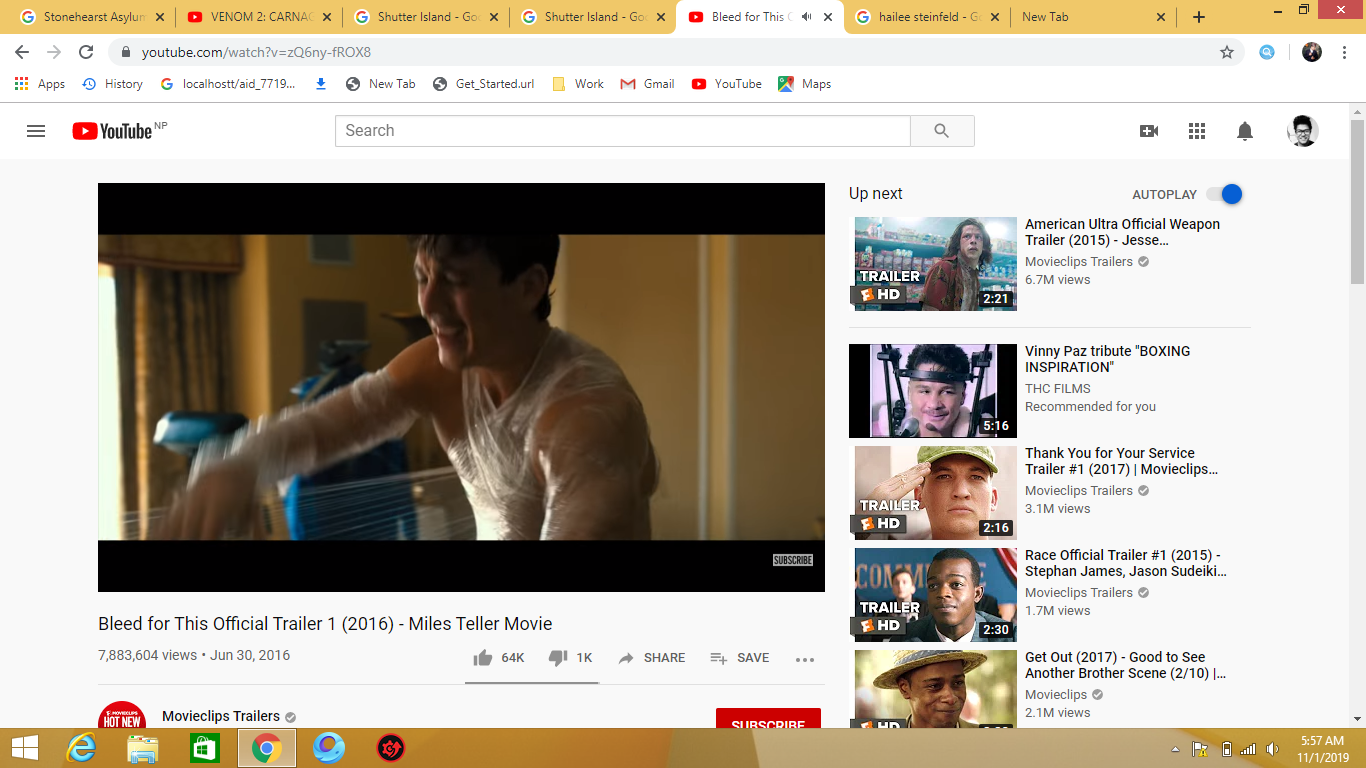 Stonehearst Asylum
VENOM 2: CARNAG
Shutter Island - Goo
Shutter Island - Goo
Bleed for This O
hailee steinfeld - Go
New Tab
youtube.com/watch?v=zQ6ny-fROX8
Apps
History
localhostt/aid_7719...
New Tab
Get_Started.url
Work
Gmail
YouTube
Maps
YouTube NP
Search
Up next
AUTOPLAY
American Ultra Official Weapon
Trailer (2015) - Jesse...
Movieclips Trailers
6.7M views
TRAILER
HD
2:21
Vinny Paz tribute "BOXING
INSPIRATION"
THC FILMS
Recommended for you
5:16
Thank You for Your Service
Trailer #1 (2017) | Movieclips...
Movieclips Trailers
3.1M views
TRAILER
HD
2:16
Race Official Trailer #1 (2015) -
Stephan James, Jason Sudeiki...
Movieclips Trailers
1.7M views
TRAILER
HD
2:30
Get Out (2017) - Good to See
Another Brother Scene (2/10) |...
Movieclips
2.1M views
HD
SUBSCRIBE
Bleed for This Official Trailer 1 (2016) - Miles Teller Movie
7,883,604 views • Jun 30, 2016
64K
1K
SHARE
SAVE
MOVIECLIPS
HOT NEW
Movieclips Trailers
SUBSCRIBE
5:57 AM
11/1/2019